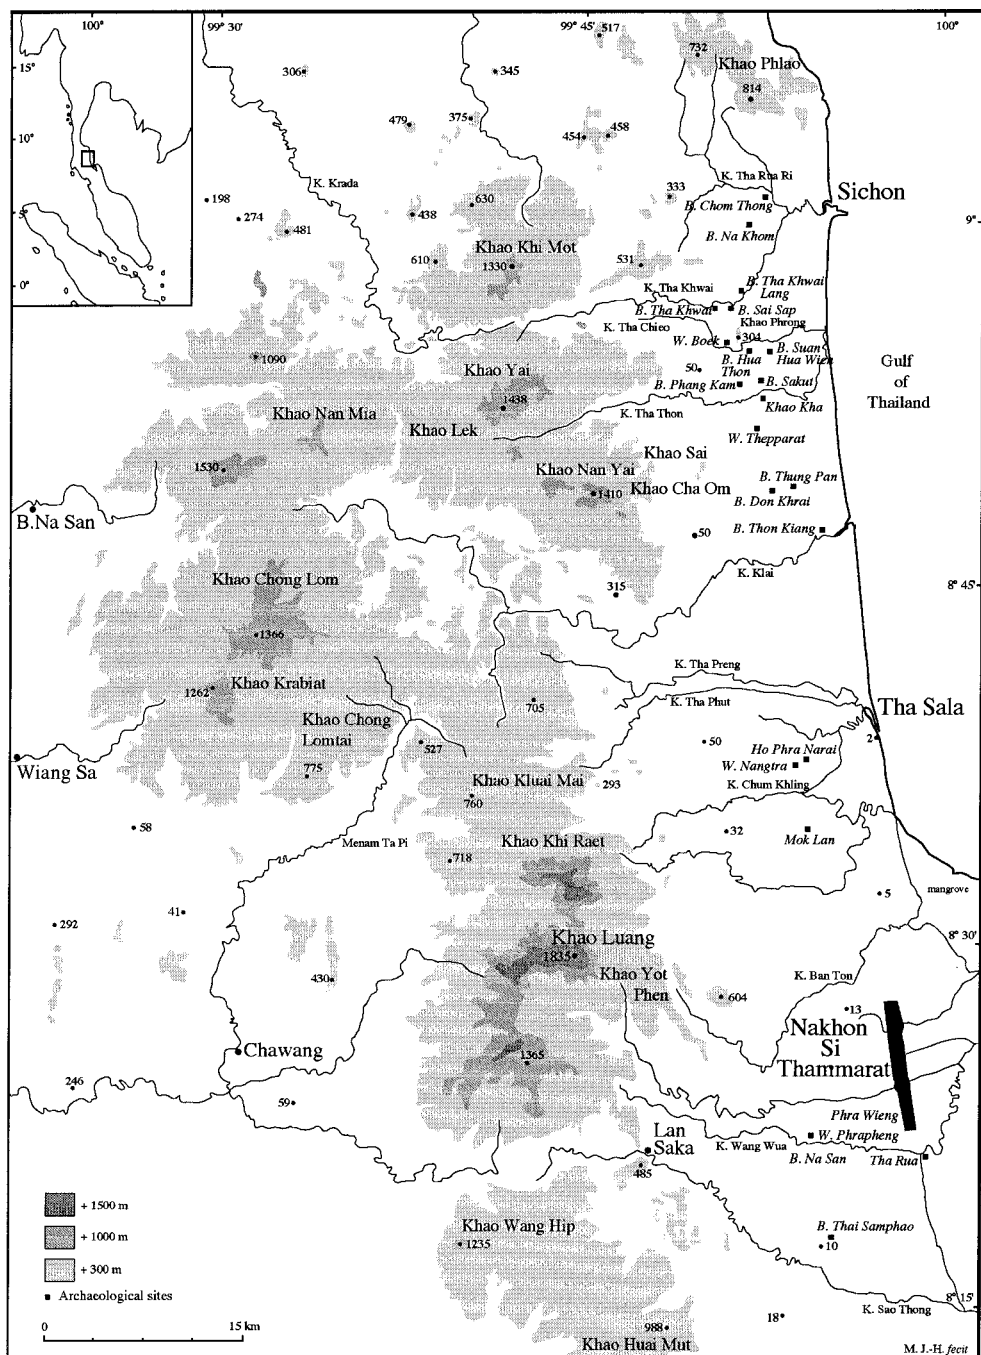 100°
99° 30
99° 45
100°
15°
10°
5°
0°
517
732
Khao Phlao
814
306
345
479
375
454
458
K. Krada
K. Tha Rua Ri
333
B. Chom Thong
Sichon
198
274
481
438
630
9°
B. Na Khom
Khao Khi Mot
610
1330
531
K. Tha Khwai
B. Tha Khwai
Lang
B. Tha Khwai
B. Sai Sap
K. Tha Chieo
Khao Phrong
304
W. Boek
B. Suan
Hua Wien
B. Hua
Thon
1090
Khao Yai
50
B. Phang Kam
B. Sakut
Gulf
of
Thailand
1438
Khao Nan Mia
Khao Lek
K. Tha Thon
Khao Kha
W. Thepparat
Khao Sai
1530
Khao Nan Yai
1410
Khao Cha Om
B. Thung Pan
B. Don Khrai
B.Na San
50
B. Thon Kiang
K. Klai
Khao Chong Lom
315
8° 45
1366
K. Tha Preng
1262
Khao Krabiat
705
K. Tha Phut
Khao Chong
Lomtai
527
50
Tha Sala
2
Ho Phra Narai
W. Nangtra
Wiang Sa
775
Khao Kluai Mai
293
K. Chum Khling
760
58
32
Mok Lan
Menam Ta Pi
Khao Khi Raet
718
mangrove
5
41
292
8° 30
Khao Luang
1835
430
Khao Yot
Phen
K. Ban Ton
604
13
Nakhon
Si
Thammarat
Chawang
1365
246
59
Phra Wieng
Lan
Saka
K. Wang Wua
W. Phrapheng
B. Na San
Tha Rua
485
+ 1500 m
+ 1000 m
+ 300 m
Archaeological sites
Khao Wang Hip
1235
B. Thai Samphao
10
8° 15
K. Sao Thong
18
988
Khao Huai Mut
0
15 km
M. J.-H. fecit